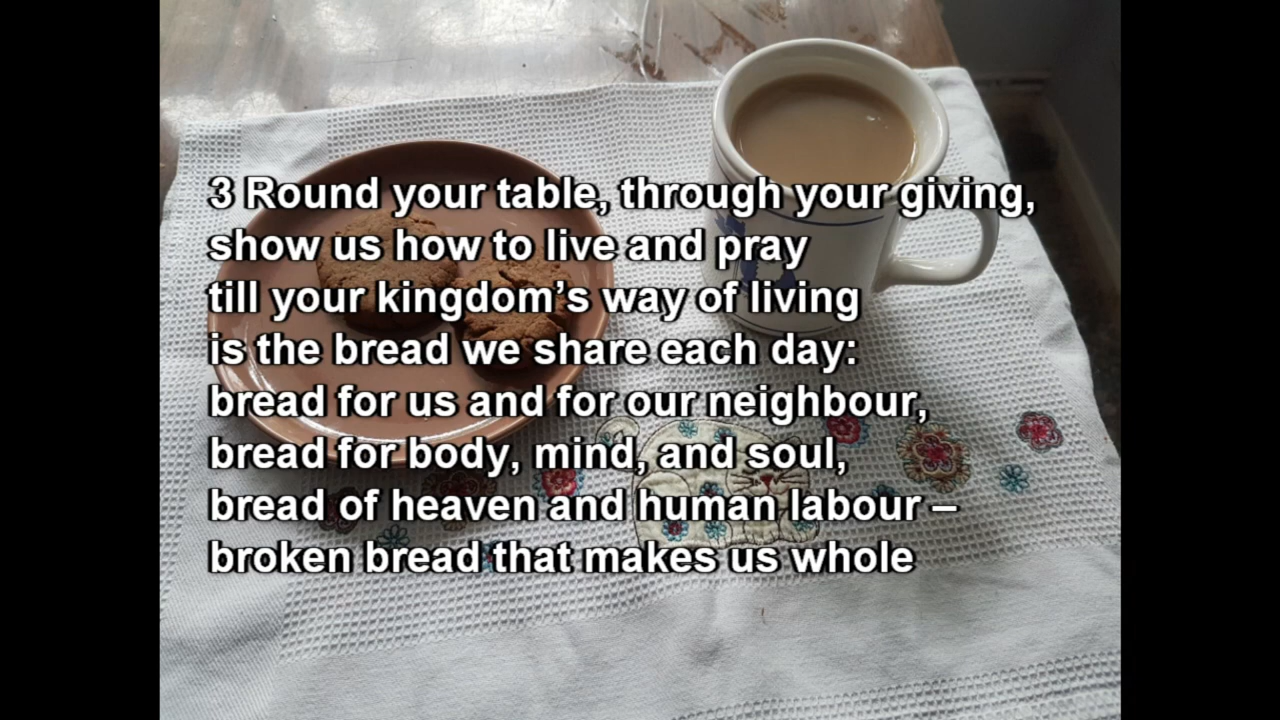 3 Round your table, through your giving,
show us how to live and pray
till your kingdom’s way of living
is the bread we share each day:
bread for us and for our neighbour,
bread for body, mind, and soul,
bread of heaven and human labour –
broken bread that makes us whole